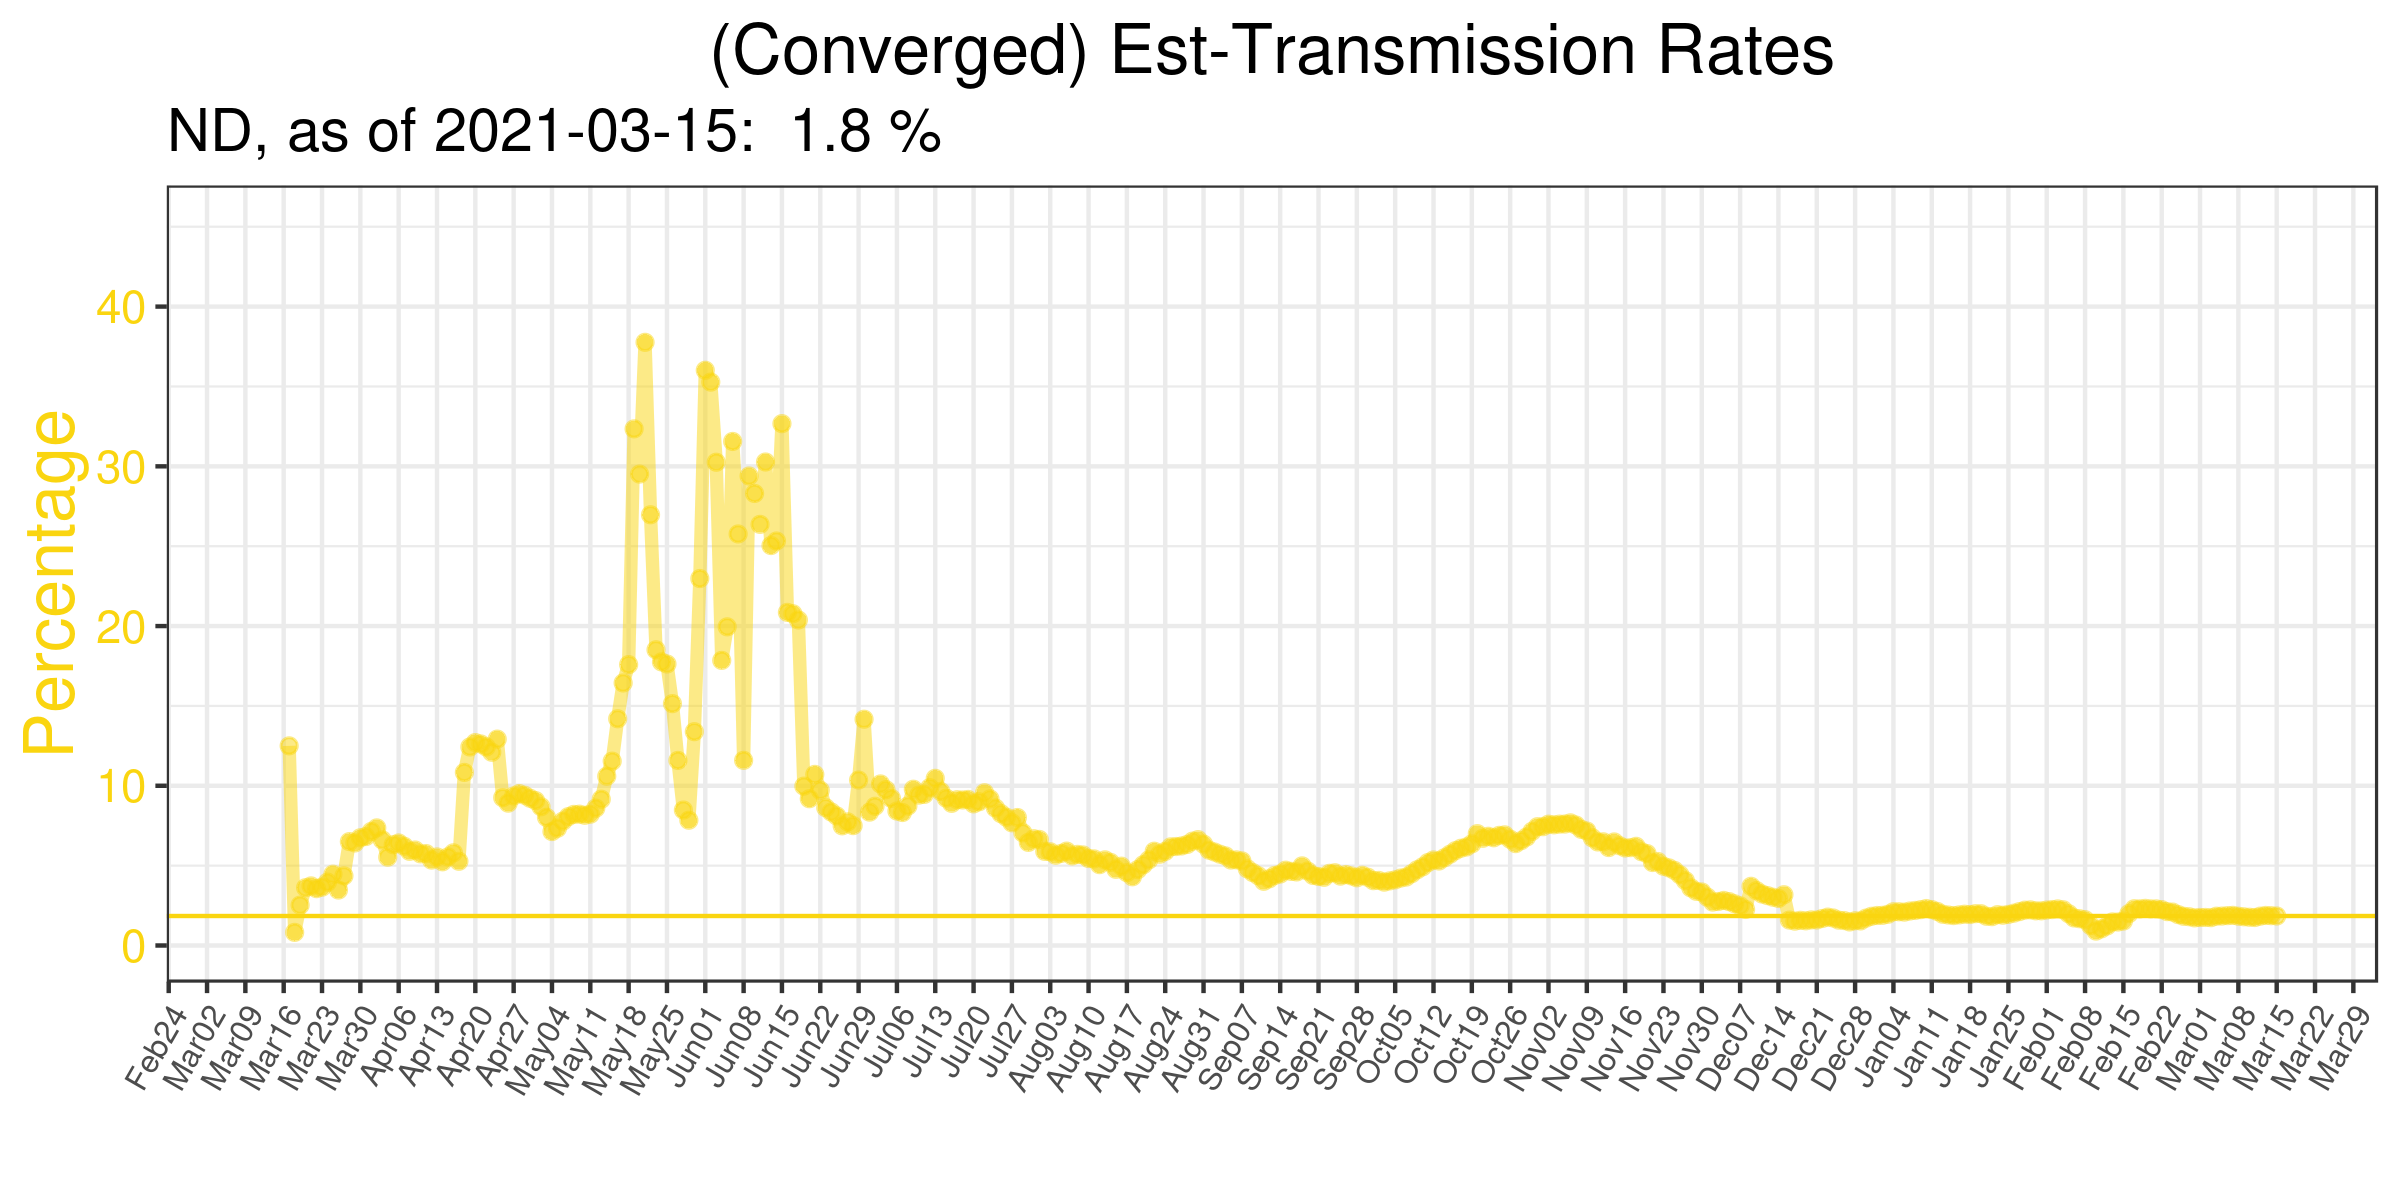 (Converged) Est-Transmission Rates
ND, as of 2021-03-15:  1.8 %
Percentage
40
30
20
10
0
Feb24
Mar02
Mar09
Mar16
Mar23
Mar30
Apr06
Apr13
Apr20
Apr27
May04
May11
May18
May25
Jun01
Jun08
Jun15
Jun22
Jun29
Jul06
Jul13
Jul20
Jul27
Aug03
Aug10
Aug17
Aug24
Aug31
Sep07
Sep14
Sep21
Sep28
Oct05
Oct12
Oct19
Oct26
Nov02
Nov09
Nov16
Nov23
Nov30
Dec07
Dec14
Dec21
Dec28
Jan04
Jan11
Jan18
Jan25
Feb01
Feb08
Feb15
Feb22
Mar01
Mar08
Mar15
Mar22
Mar29